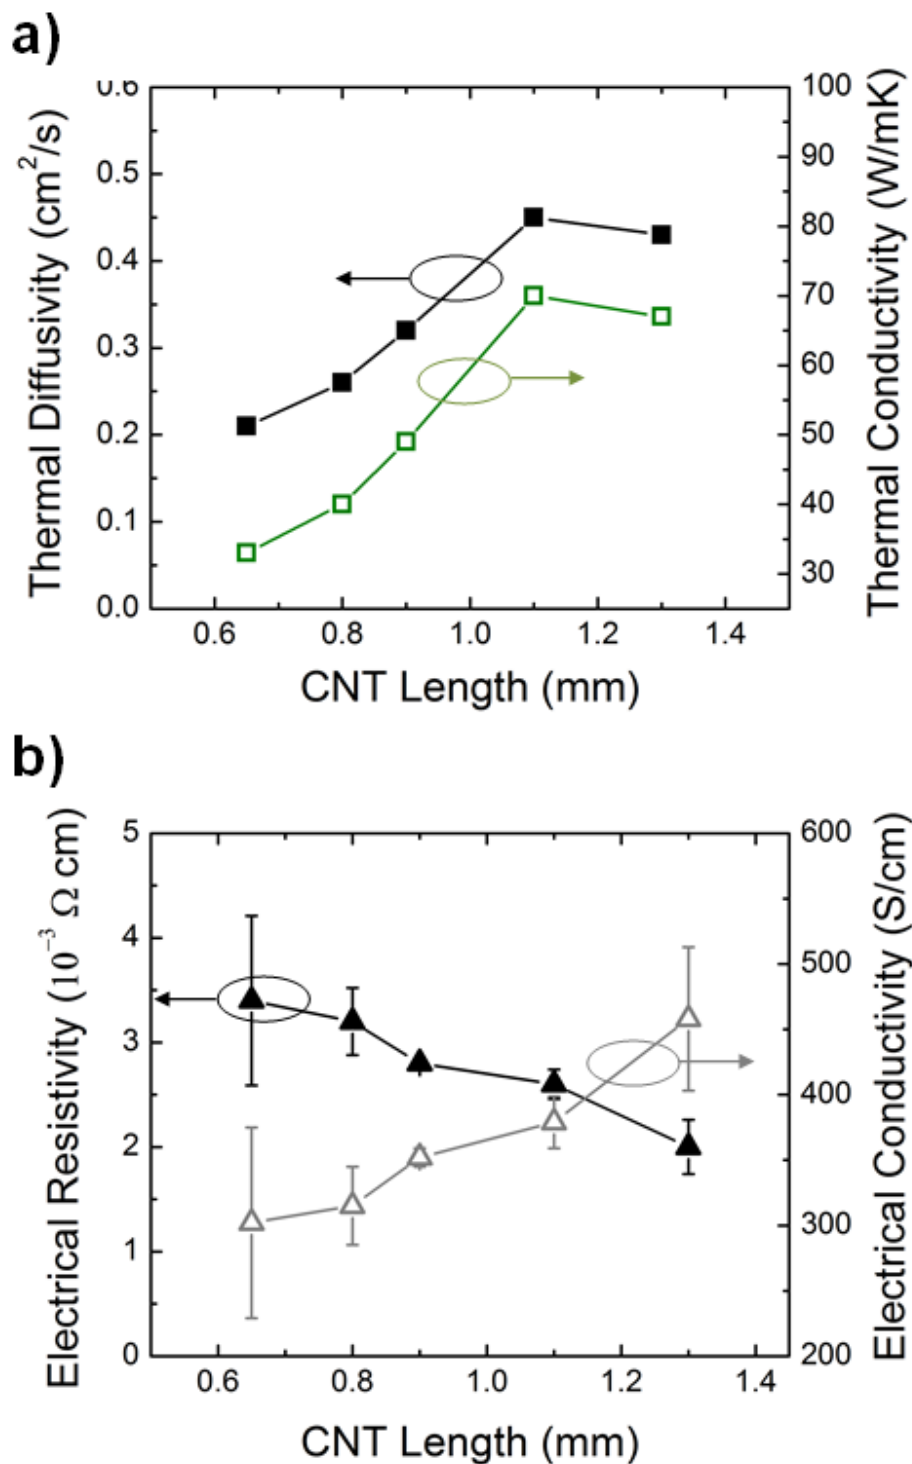 a)
Thermal Diffusivity (cm²/s)
0.6
0.5
0.4
0.3
0.2
0.1
0.0
100
90
80
70
60
50
40
30
Thermal Conductivity (W/mK)
0.6 0.8 1.0 1.2 1.4
CNT Length (mm)
b)
Electrical Resistivity (10⁻³ Ω cm)
5
4
3
2
1
0
600
500
400
300
200
Electrical Conductivity (S/cm)
0.6 0.8 1.0 1.2 1.4
CNT Length (mm)